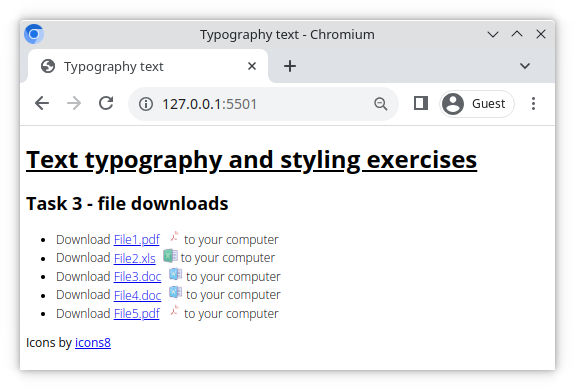 Typography text - Chromium
Typography text
127.0.0.1:5501
Guest
Text typography and styling exercises
Task 3 - file downloads
Download File1.pdf to your computer
Download File2.xls to your computer
Download File3.doc to your computer
Download File4.doc to your computer
Download File5.pdf to your computer
Icons by icons8